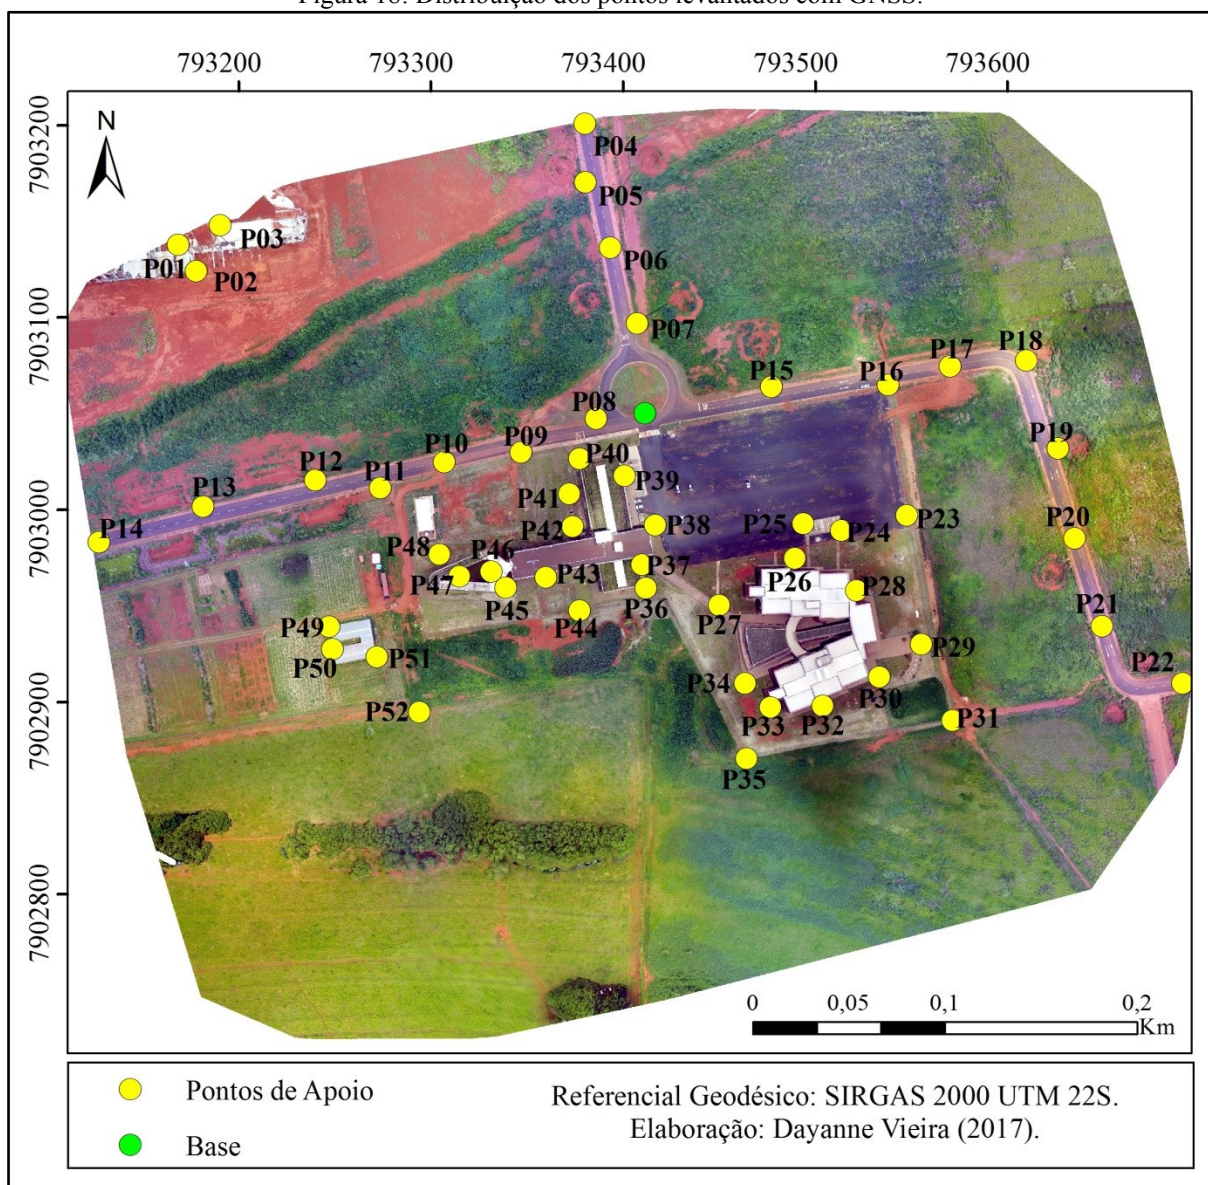 Figura 18: Distribuição dos pontos levantados com GNSS.
793200 793300 793400 793500 793600
7903200
7903100
7903000
7902900
7902800
N
P04
P05
P03
P01
P02
P06
P07
P18
P17
P15
P16
P08
P09
P19
P10
P40
P12
P11
P39
P41
P13
P20
P14
P42
P38
P25
P24
P23
P48
P46
P37
P26
P47
P43
P28
P45
P36
P27
P21
P44
P49
P29
P50
P51
P22
P34
P30
P52
P33
P32
P31
P35
0 0,05 0,1 0,2
Km
Pontos de Apoio
Base
Referencial Geodésico: SIRGAS 2000 UTM 22S.
Elaboração: Dayanne Vieira (2017).